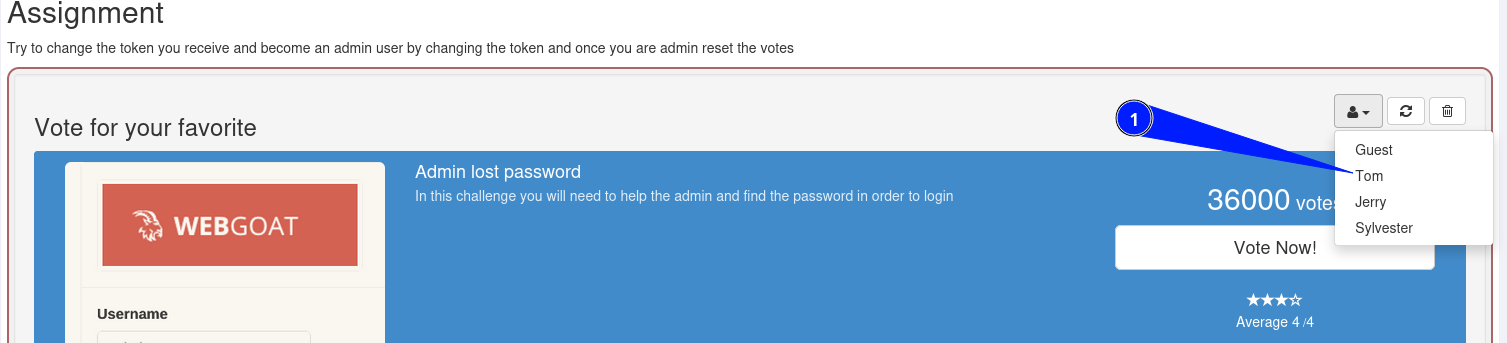 Assignment
Try to change the token you receive and become an admin user by changing the token and once you are admin reset the votes
Vote for your favorite
1
Guest
Tom
Jerry
Sylvester
Admin lost password
In this challenge you will need to help the admin and find the password in order to login
36000 votes
Vote Now!
Average 4 /4
WEBGOAT
Username